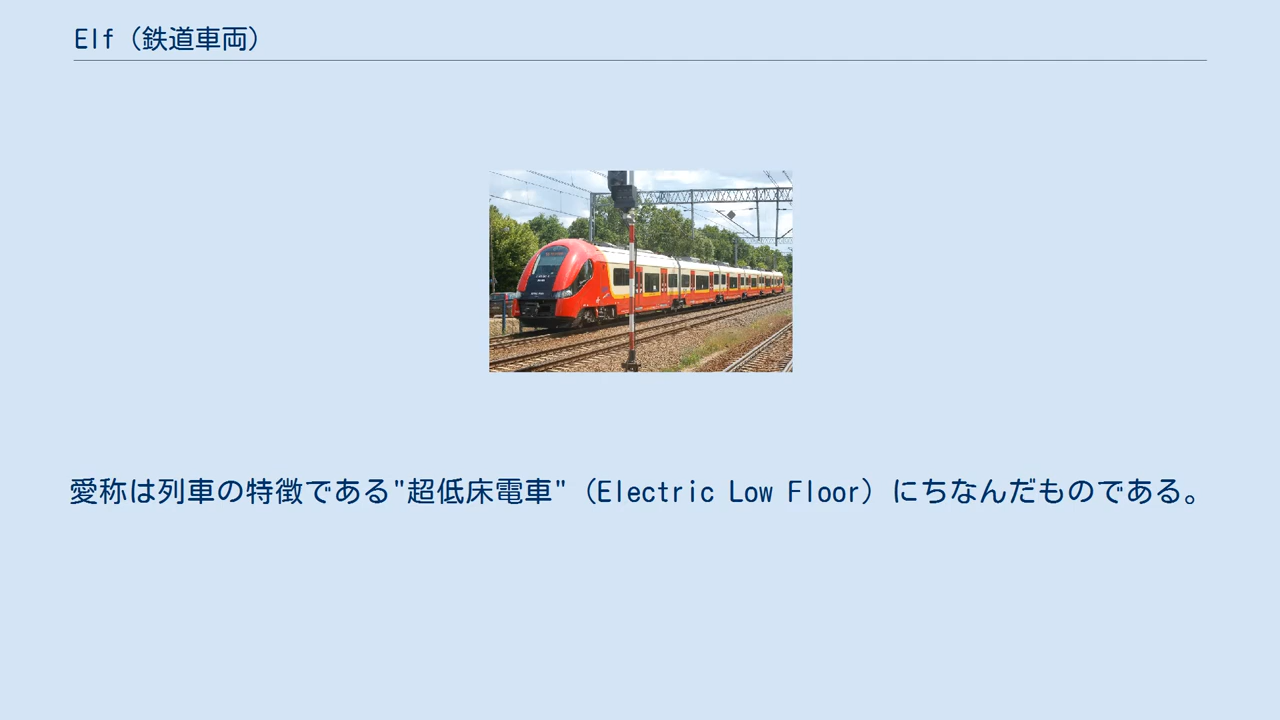 Elf（鉄道車両）
愛称は列車の特徴である"超低床電車"（Electric Low Floor）にちなんだものである。